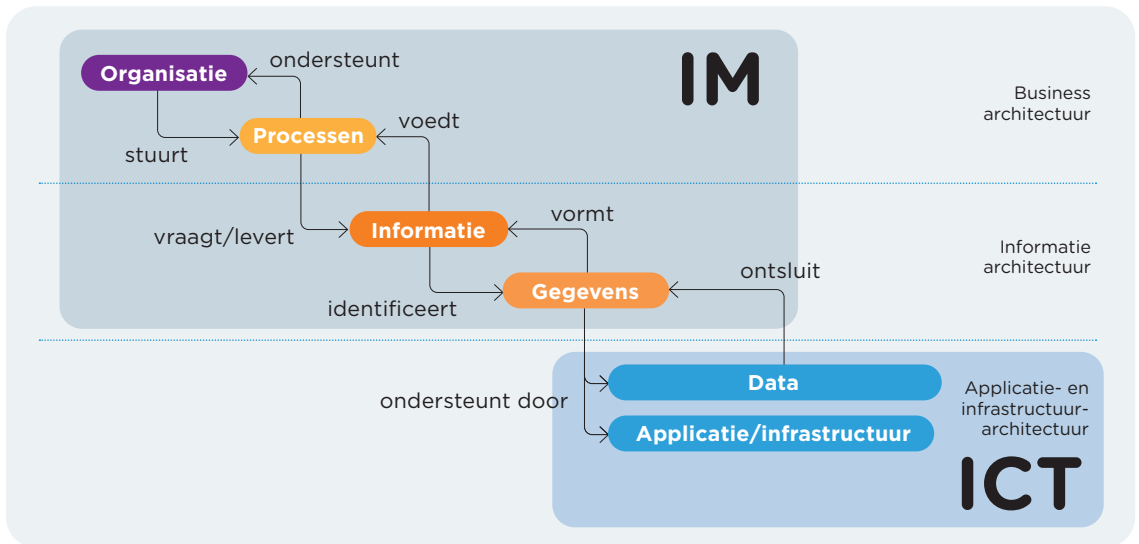 ondersteunt
IM
Organisatie
Business
architectuur
voedt
Processen
stuurt
vormt
Informatie
vraagt/levert
Informatie
architectuur
ontsluit
Gegevens
identificeert
Data
Applicatie- en
infrastructuur-
architectuur
ondersteunt door
Applicatie/infrastructuur
ICT